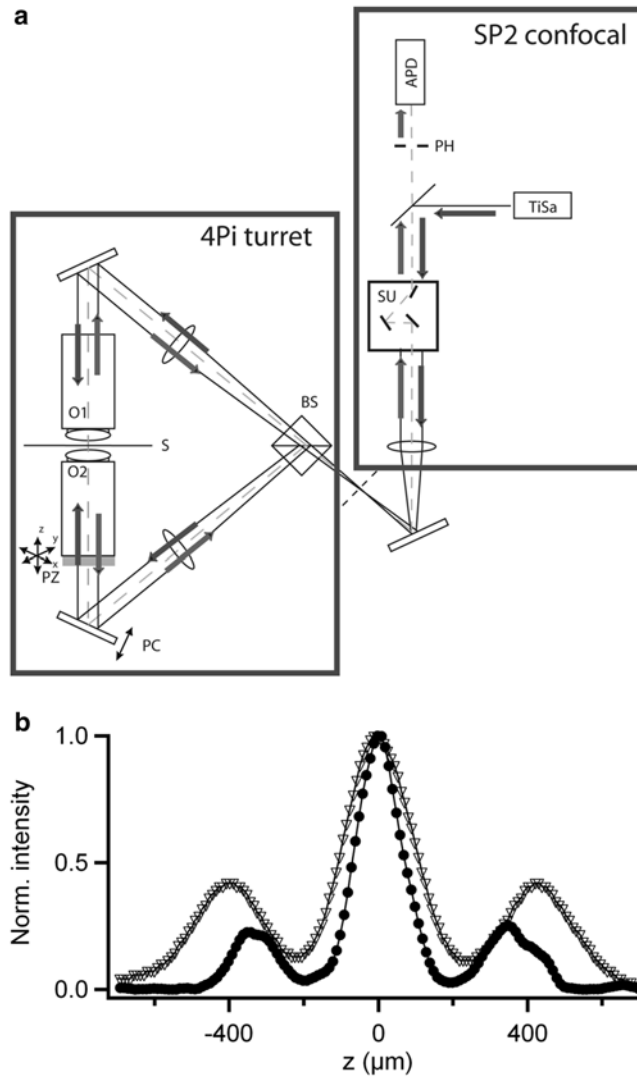 a
SP2 confocal
APD
PH
TiSa
SU
4Pi turret
O1
S
O2
BS
z
y
x
PZ
PC
b
Norm. intensity
1.0
0.5
0.0
-400
0
400
z (µm)